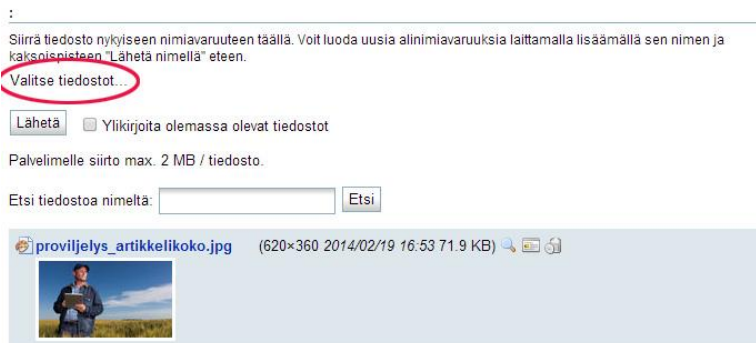 :
Siirrä tiedosto nykyiseen nimiavaruuteen täällä. Voit luoda uusia alinimiavaruuksia laittamalla lisäämällä sen nimen ja
kaksoispisteen "Lähetä nimellä" eteen.
Valitse tiedostot...
Lähetä Ylikirjoita olemassa olevat tiedostot
Palvelimelle siirto max. 2 MB / tiedosto.
Etsi tiedostoa nimeltä: Etsi
proviljelys_artikkelikoko.jpg (620×360 2014/02/19 16:53 71.9 KB)